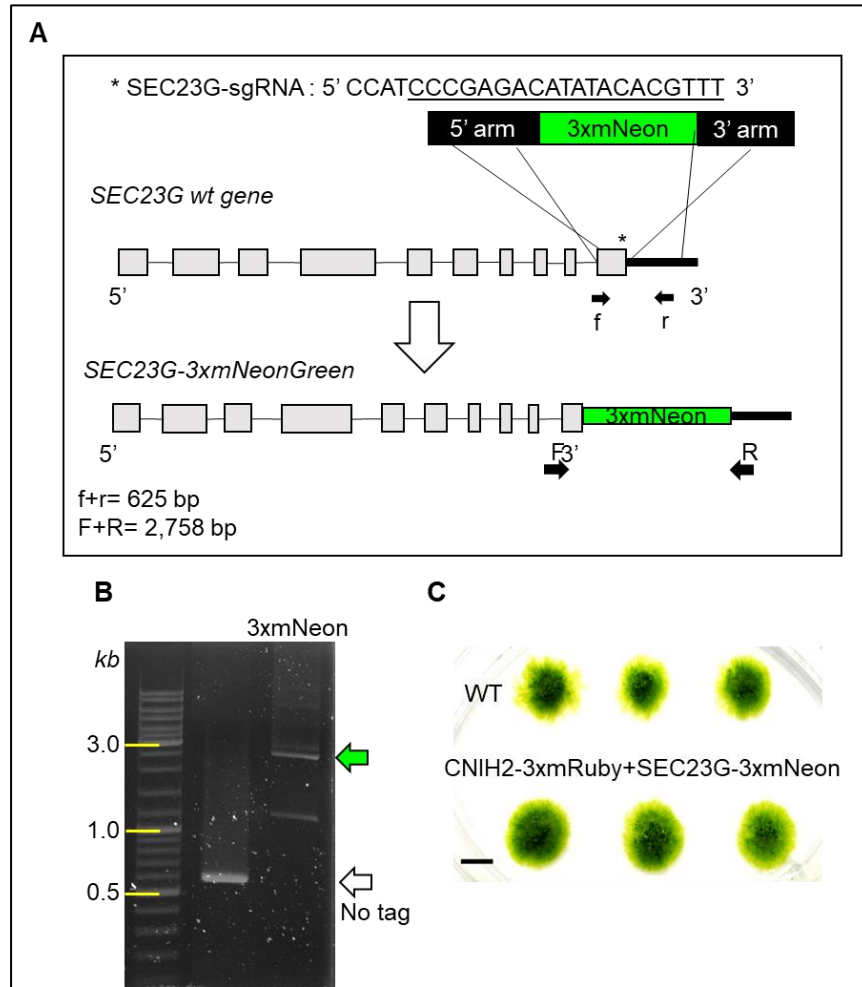 A
* SEC23G-sgRNA : 5' CCATCCCGAGACATATACACGTTT 3'
5' arm 3xmNeon 3' arm
SEC23G wt gene
*
5' 3'
f r
SEC23G-3xmNeonGreen
3xmNeon
5' F 3' R
f+r= 625 bp
F+R= 2,758 bp
B
3xmNeon
kb
3.0
1.0
0.5
No tag
C
WT
CNIH2-3xmRuby+SEC23G-3xmNeon